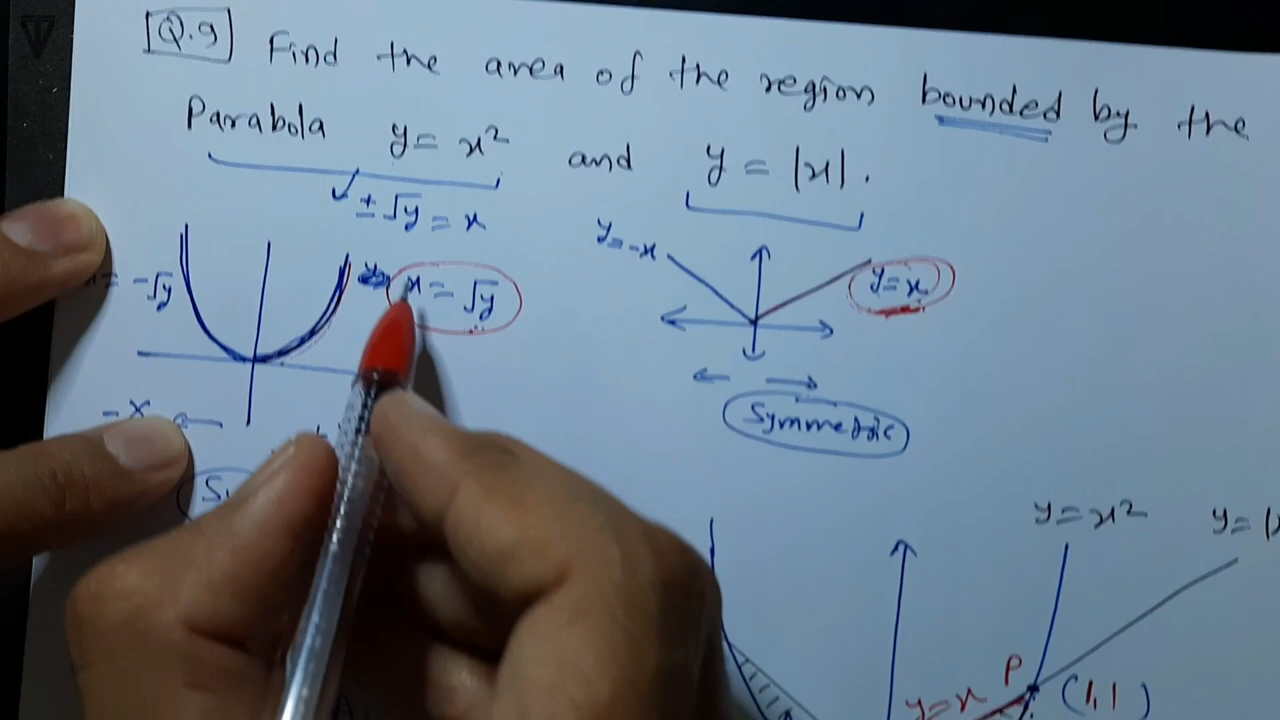 Q.9 Find the area of the region bounded by the
Parabola y = x² and y = |x|.
± √y = x
y = -x
y = x
-√y
x = √y
Symmetric
-x
y = x²
y = |x
P
y = x
(1,1)